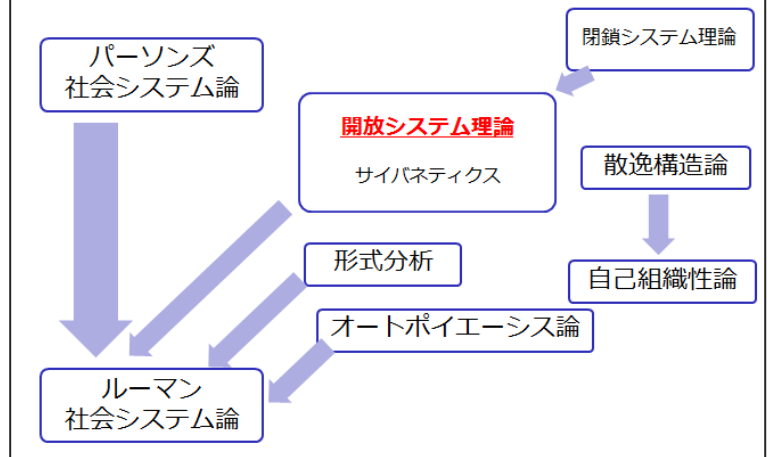 パーソンズ
社会システム論
閉鎖システム理論
開放システム理論
サイバネティクス
散逸構造論
形式分析
自己組織性論
オートポイエーシス論
ルーマン
社会システム論